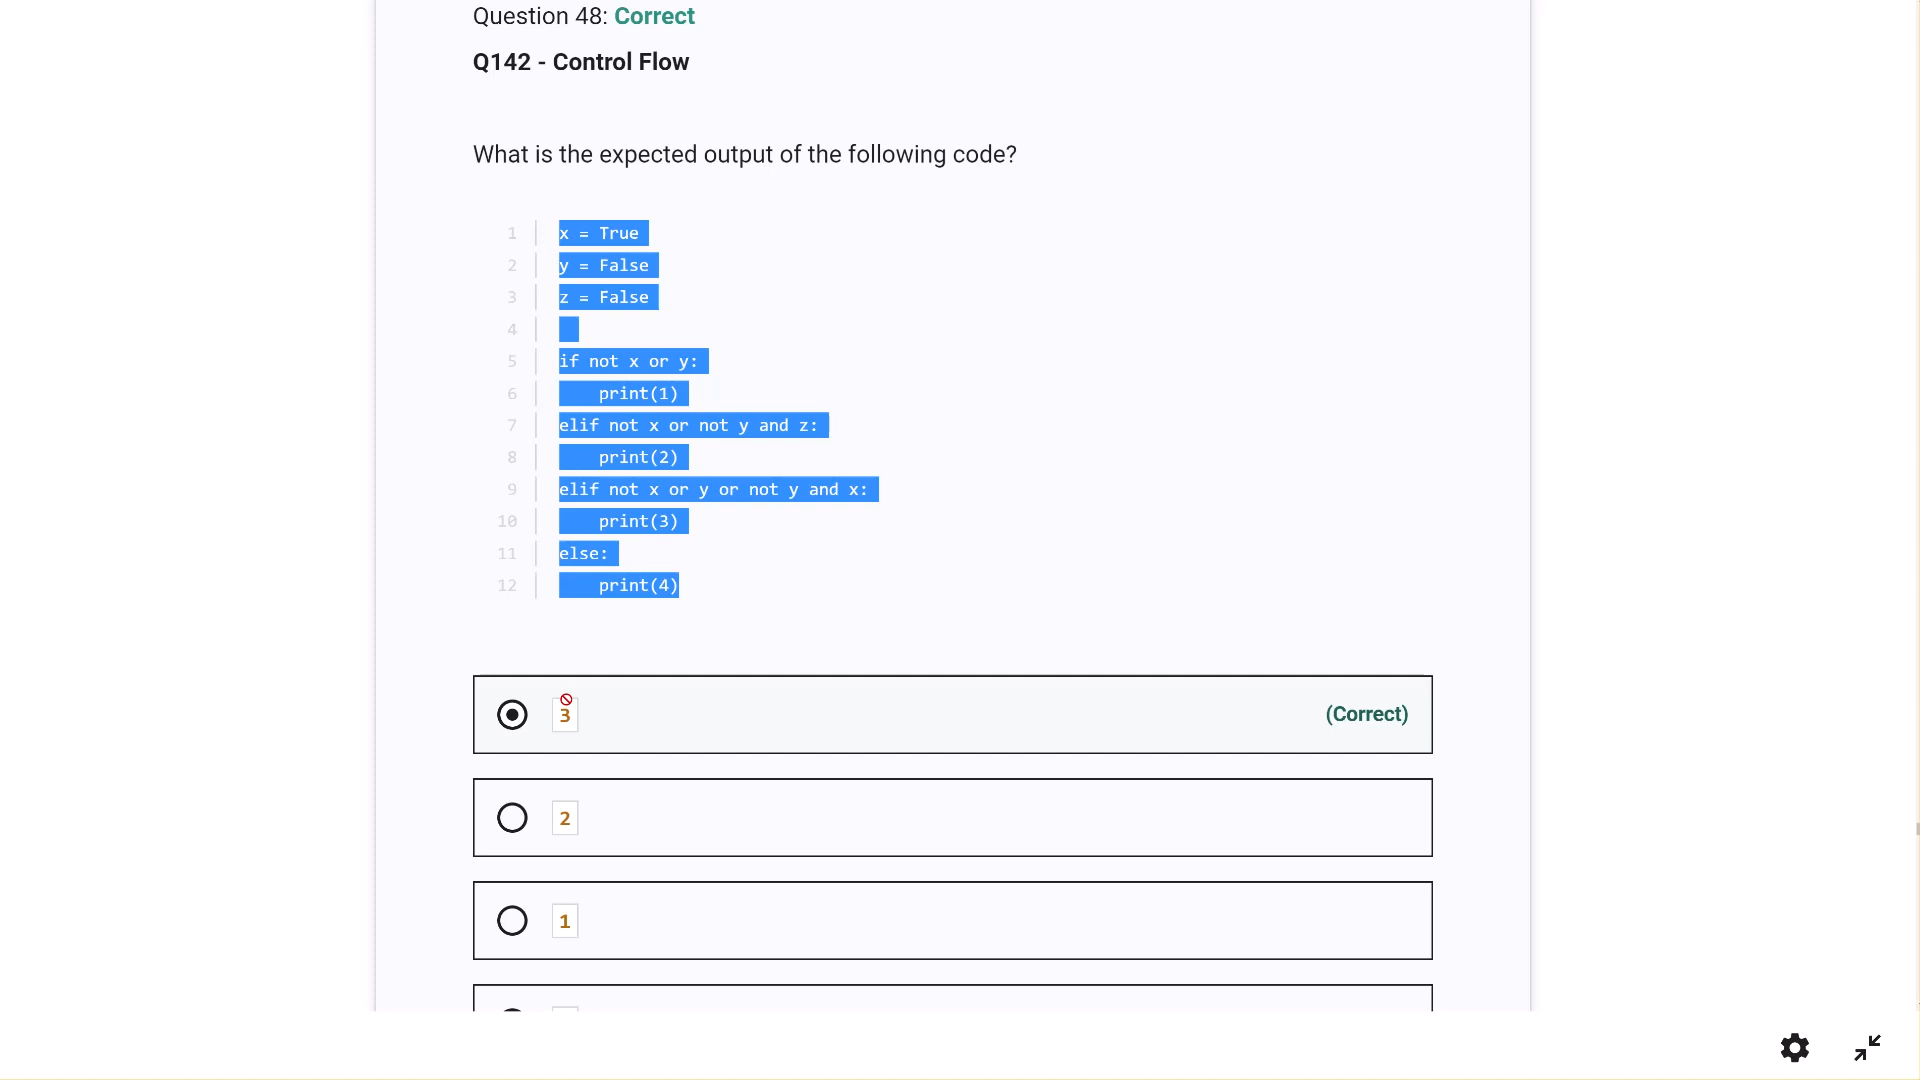 Question 48: Correct
Q142 - Control Flow
What is the expected output of the following code?
1 x = True
2 y = False
3 z = False
4
5 if not x or y:
6     print(1)
7 elif not x or not y and z:
8     print(2)
9 elif not x or y or not y and x:
10     print(3)
11 else:
12     print(4)
3 (Correct)
2
1